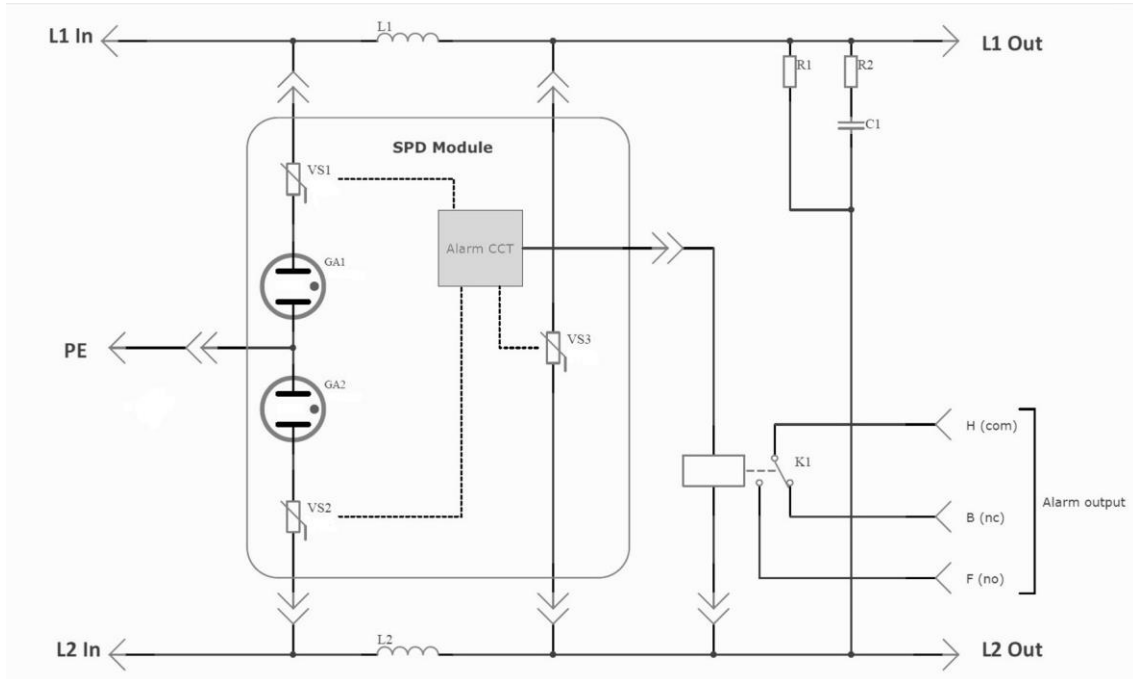 L1 In
L1
L1 Out
R1
R2
C1
SPD Module
VS1
Alarm CCT
GA1
VS3
PE
GA2
H (com)
K1
VS2
Alarm output
B (nc)
F (no)
L2 In
L2
L2 Out